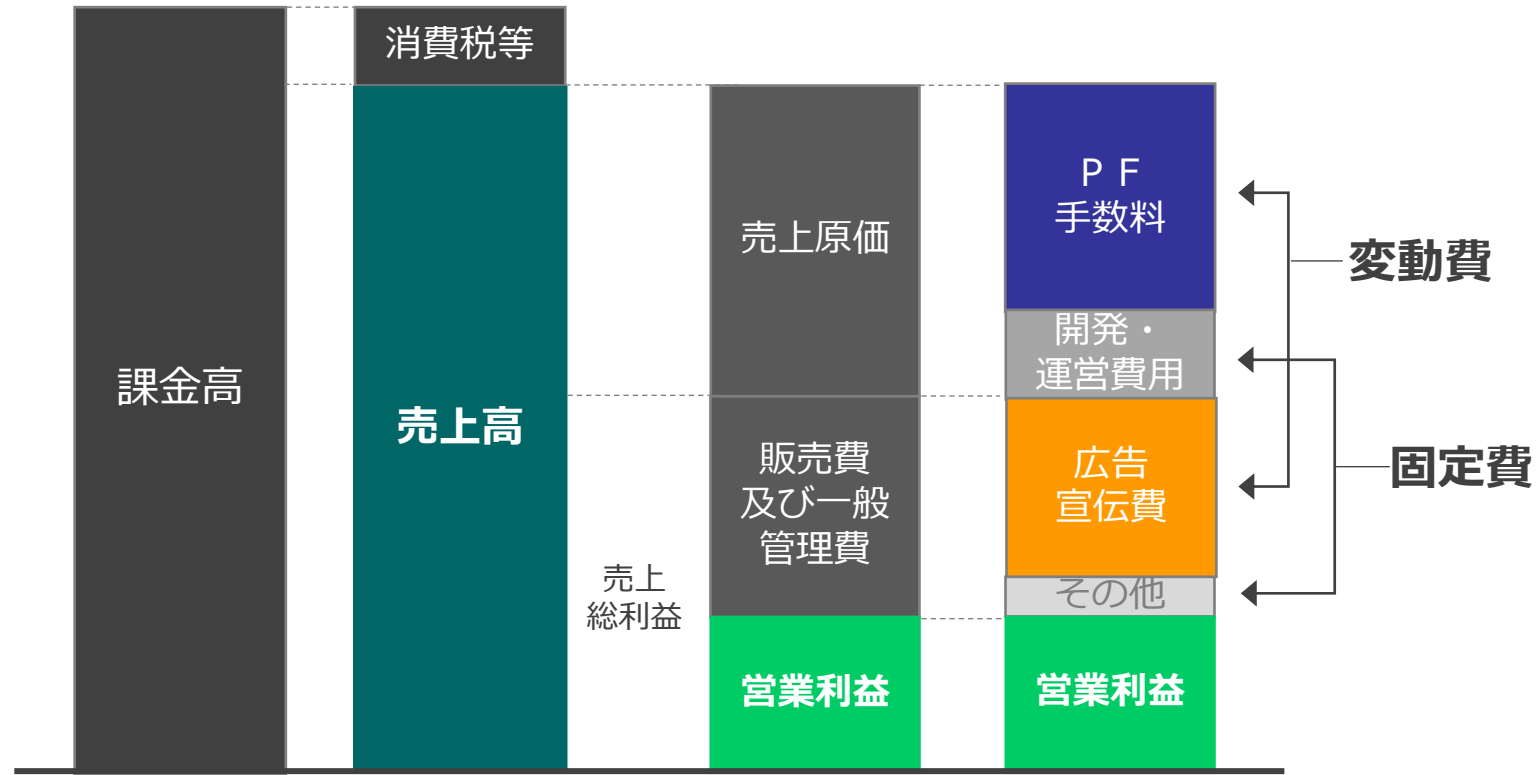 課金高
消費税等
売上高
売上
総利益
売上原価
販売費
及び一般
管理費
営業利益
ＰＦ
手数料
開発・
運営費用
広告
宣伝費
その他
営業利益
変動費
固定費